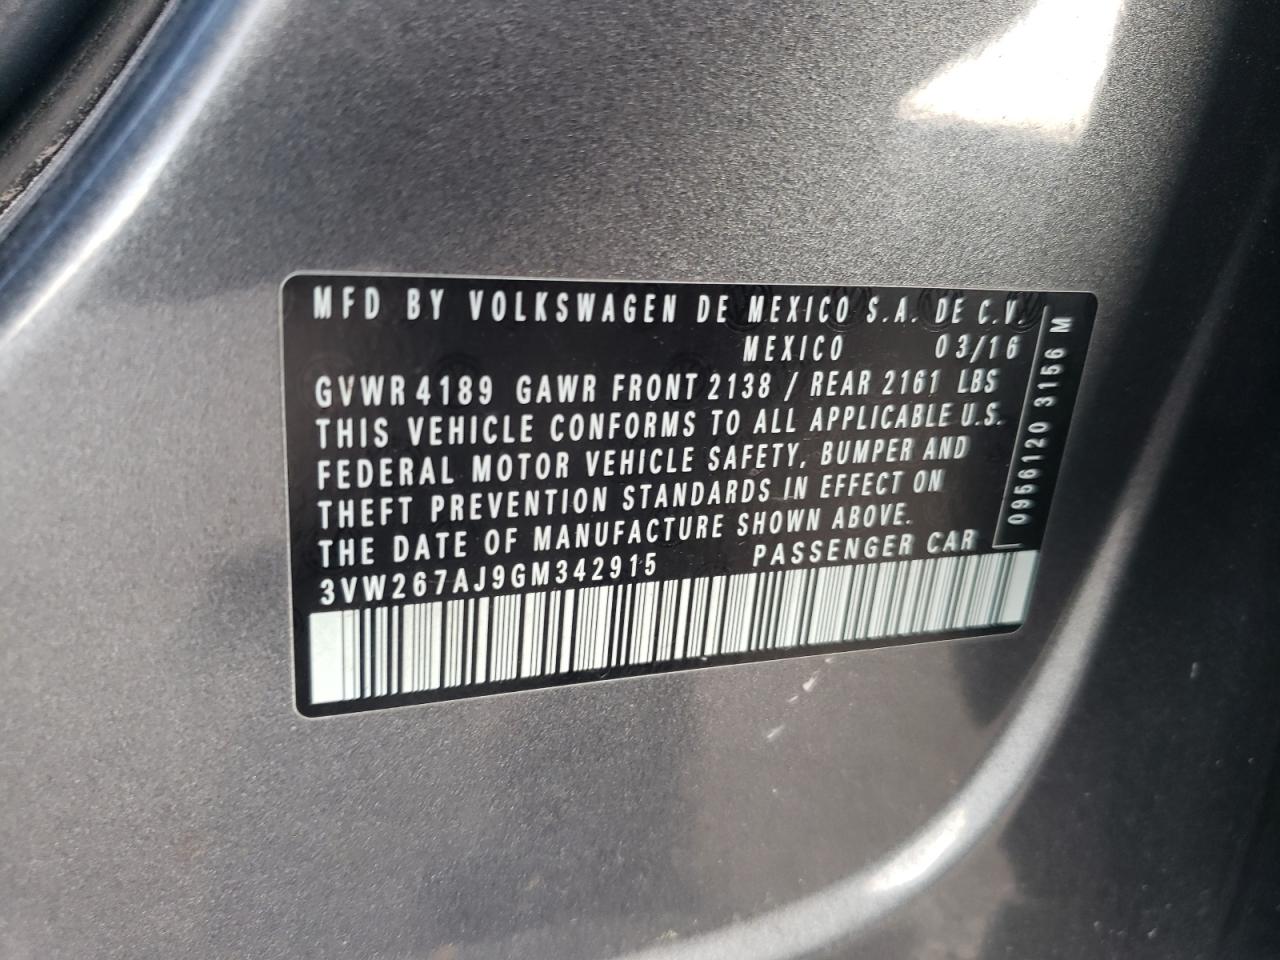 MFD BY VOLKSWAGEN DE MEXICO S.A. DE C.V.
MEXICO 03/16
GVWR 4189 GAWR FRONT 2138 / REAR 2161 LBS
THIS VEHICLE CONFORMS TO ALL APPLICABLE U.S.
FEDERAL MOTOR VEHICLE SAFETY, BUMPER AND
THEFT PREVENTION STANDARDS IN EFFECT ON
THE DATE OF MANUFACTURE SHOWN ABOVE.
3VW267AJ9GM342915 PASSENGER CAR
0956120 3156 M